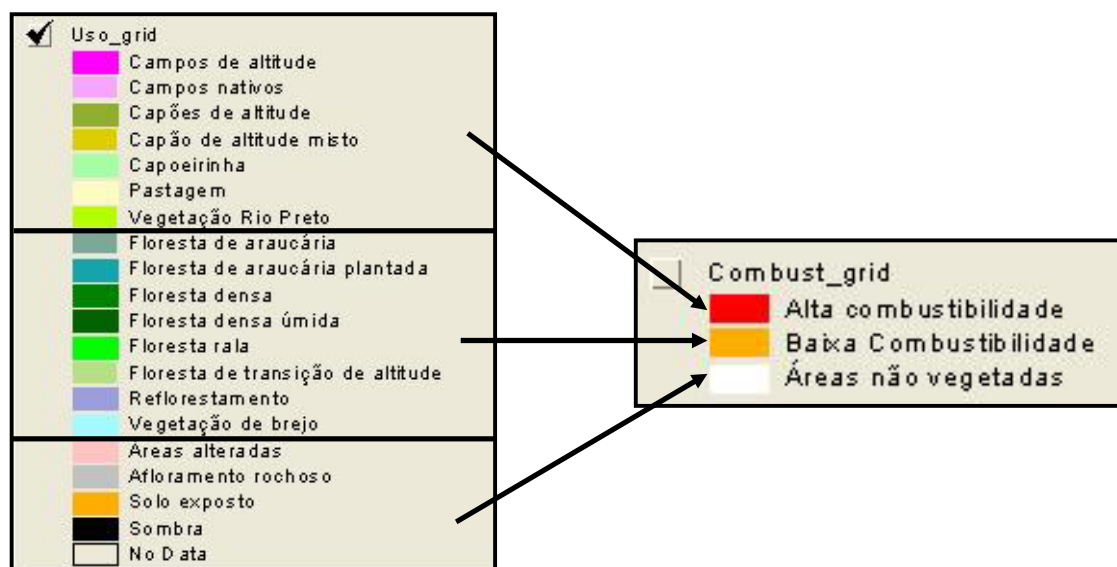 Uso_grid
Campos de altitude
Campos nativos
Capões de altitude
Capão de altitude misto
Capoeirinha
Pastagem
Vegetação Rio Preto
Floresta de araucária
Floresta de araucária plantada
Floresta densa
Floresta densa úmida
Floresta rala
Floresta de transição de altitude
Reflorestamento
Vegetação de brejo
Areas alteradas
Afloramento rochoso
Solo exposto
Sombra
No Data
Combust_grid
Alta combustibilidade
Baixa Combustibilidade
Áreas não vegetadas